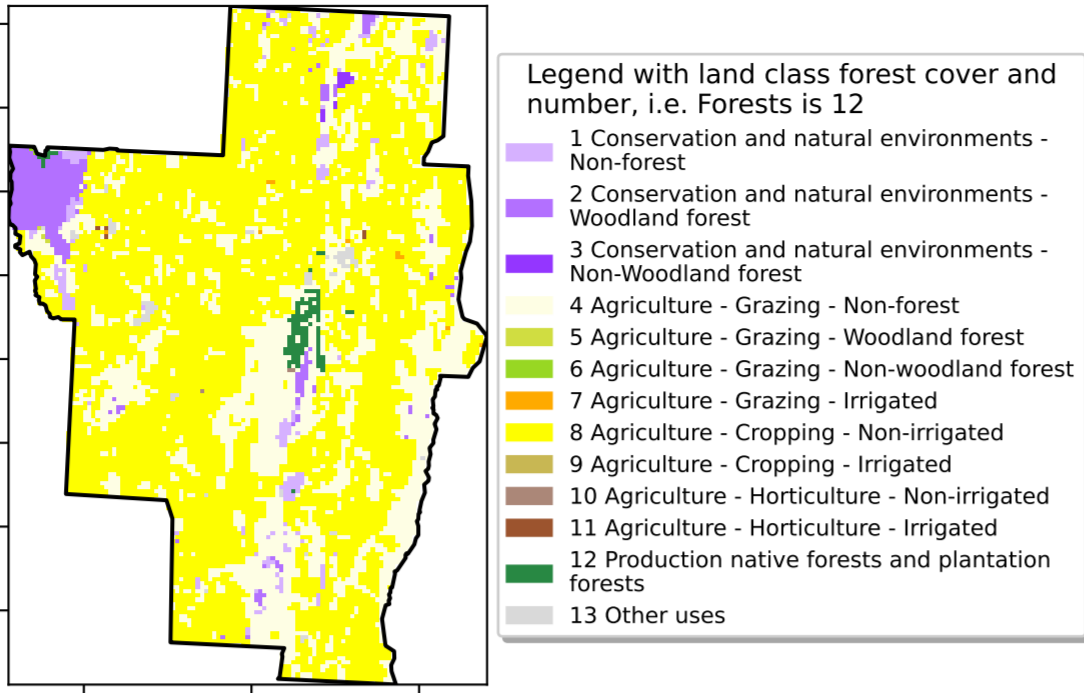 Legend with land class forest cover and
number, i.e. Forests is 12
1 Conservation and natural environments -
Non-forest
2 Conservation and natural environments -
Woodland forest
3 Conservation and natural environments -
Non-Woodland forest
4 Agriculture - Grazing - Non-forest
5 Agriculture - Grazing - Woodland forest
6 Agriculture - Grazing - Non-woodland forest
7 Agriculture - Grazing - Irrigated
8 Agriculture - Cropping - Non-irrigated
9 Agriculture - Cropping - Irrigated
10 Agriculture - Horticulture - Non-irrigated
11 Agriculture - Horticulture - Irrigated
12 Production native forests and plantation
forests
13 Other uses